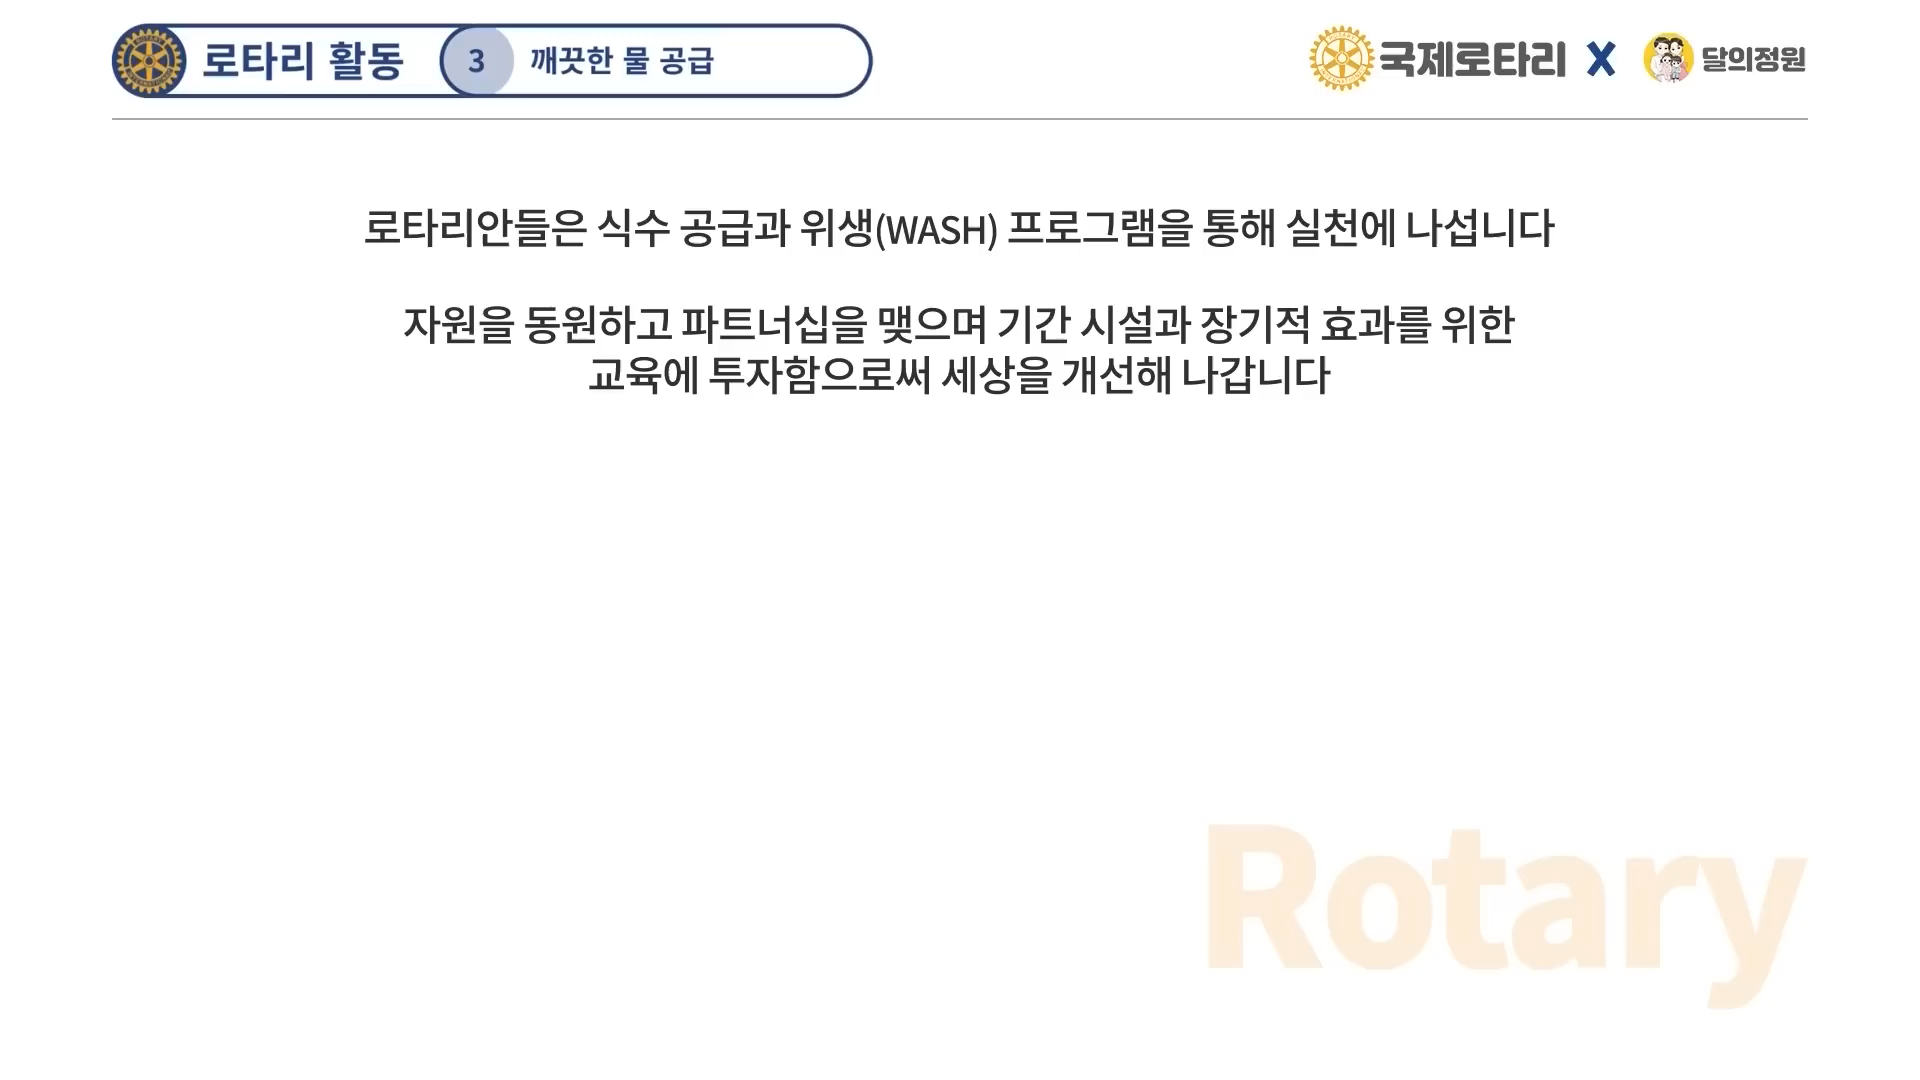 로타리 활동 3 깨끗한 물 공급
국제로타리 X 달의정원
로타리안들은 식수 공급과 위생(WASH) 프로그램을 통해 실천에 나섭니다
자원을 동원하고 파트너십을 맺으며 기간 시설과 장기적 효과를 위한
교육에 투자함으로써 세상을 개선해 나갑니다
Rotary